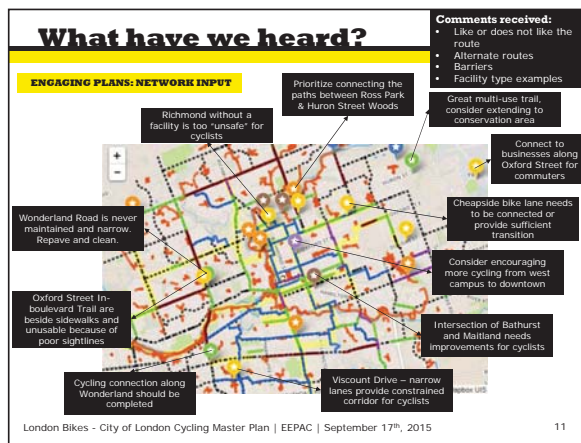 What have we heard?
Comments received:
• Like or does not like the
route
• Alternate routes
• Barriers
• Facility type examples
ENGAGING PLANS: NETWORK INPUT
Prioritize connecting the
paths between Ross Park
& Huron Street Woods
Great multi-use trail,
consider extending to
conservation area
Richmond without a
facility is too "unsafe" for
cyclists
Connect to
businesses along
Oxford Street for
commuters
+
−
Wonderland Road is never
maintained and narrow.
Repave and clean.
Cheapside bike lane needs
to be connected or
provide sufficient
transition
Consider encouraging
more cycling from west
campus to downtown
Oxford Street In-
boulevard Trail are
beside sidewalks and
unusable because of
poor sightlines
Intersection of Bathurst
and Maitland needs
improvements for cyclists
Cycling connection along
Wonderland should be
completed
Viscount Drive – narrow
lanes provide constrained
corridor for cyclists
London Bikes - City of London Cycling Master Plan | EEPAC | September 17th, 2015
11